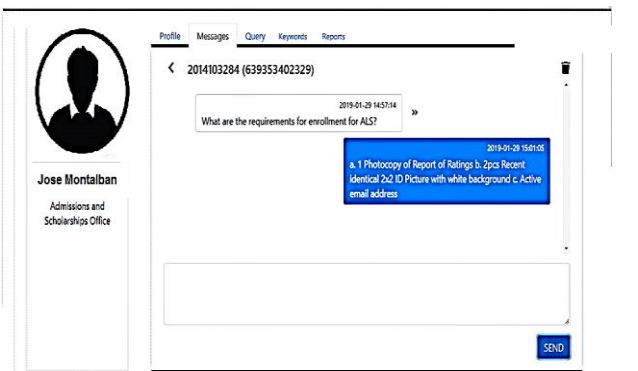 Profile Messages Query Keywords Reports
2014103284 (639353402329)
2019-01-29 14:57:14
What are the requirements for enrollment for ALS?
»
2019-01-29 15:01:05
a. 1 Photocopy of Report of Ratings b. 2pcs Recent
identical 2x2 ID Picture with white background c. Active
email address
Jose Montalban
Admissions and
Scholarships Office
SEND